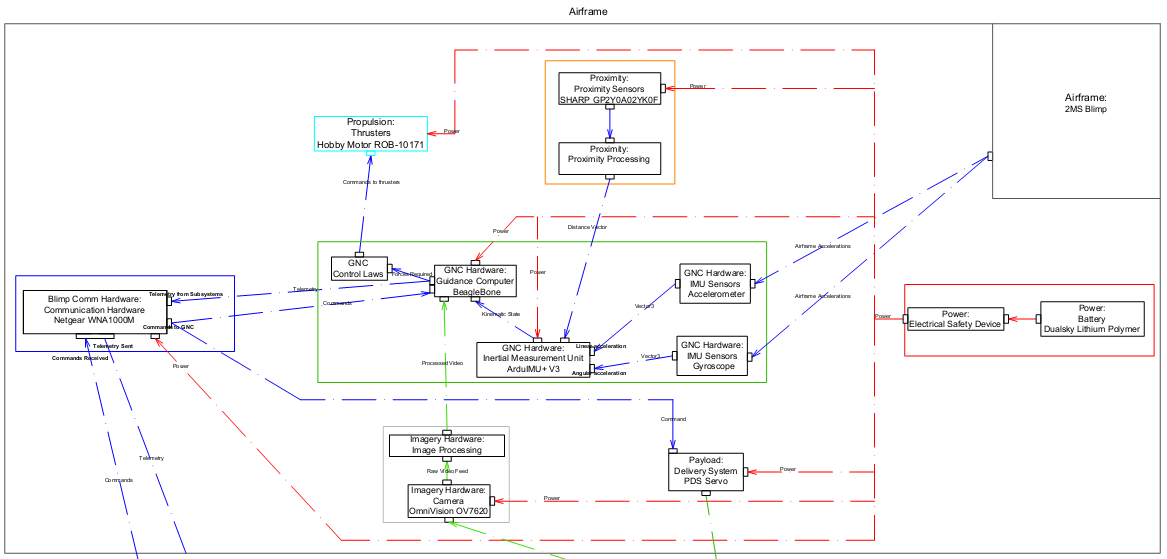 Airframe
Airframe:
2MS Blimp
Proximity:
Proximity Sensors
SHARP GP2Y0A02YK0F
Power
Propulsion:
Thrusters
Hobby Motor ROB-10171
Power
Proximity:
Proximity Processing
Commands to thrusters
Distance Vector
Power
Airframe Accelerations
GNC
Control Laws
Forces Required
GNC Hardware:
Guidance Computer
BeagleBone
Power
GNC Hardware:
IMU Sensors
Accelerometer
Airframe Accelerations
Telemetry
Commands
Telemetry from Subsystems
Blimp Comm Hardware:
Communication Hardware
Netgear WNA1000M
Commands to GNC
Telemetry Sent
Commands Received
Kinematic State
Vector3
Power
Power:
Electrical Safety Device
Power:
Battery
Dualsky Lithium Polymer
Linear acceleration
GNC Hardware:
Inertial Measurement Unit
ArduIMU+ V3
Angular acceleration
Vector3
GNC Hardware:
IMU Sensors
Gyroscope
Power
Processed Video
Command
Imagery Hardware:
Image Processing
Raw Video Feed
Imagery Hardware:
Camera
OmniVision OV7620
Power
Payload:
Delivery System
PDS Servo
Power
Telemetry
Commands